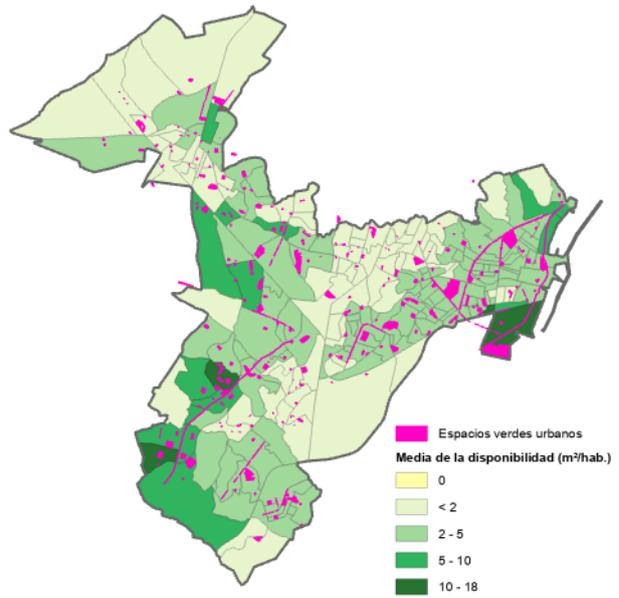 Espacios verdes urbanos
Media de la disponibilidad (m²/hab.)
0
< 2
2 - 5
5 - 10
10 - 18